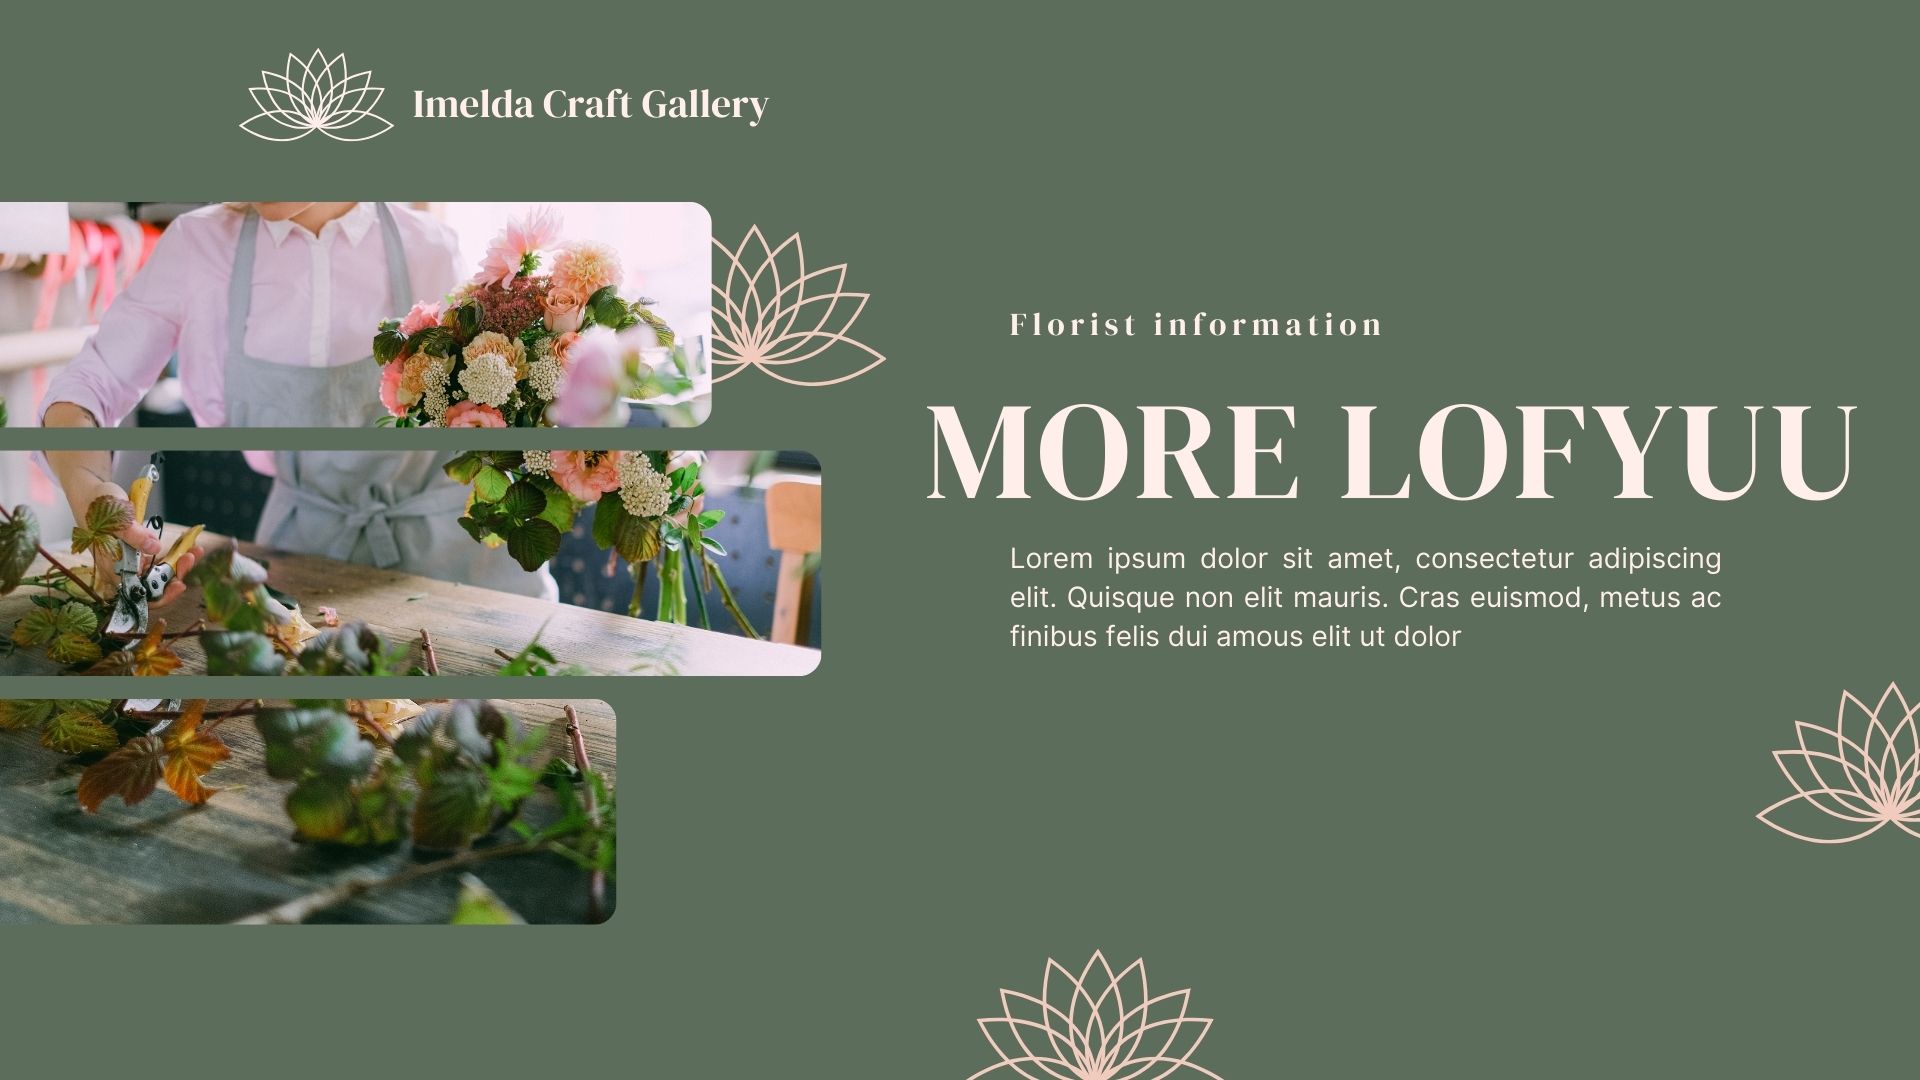 Imelda Craft Gallery
Florist information
MORE LOFYUU
Lorem ipsum dolor sit amet, consectetur adipiscing
elit. Quisque non elit mauris. Cras euismod, metus ac
finibus felis dui amous elit ut dolor